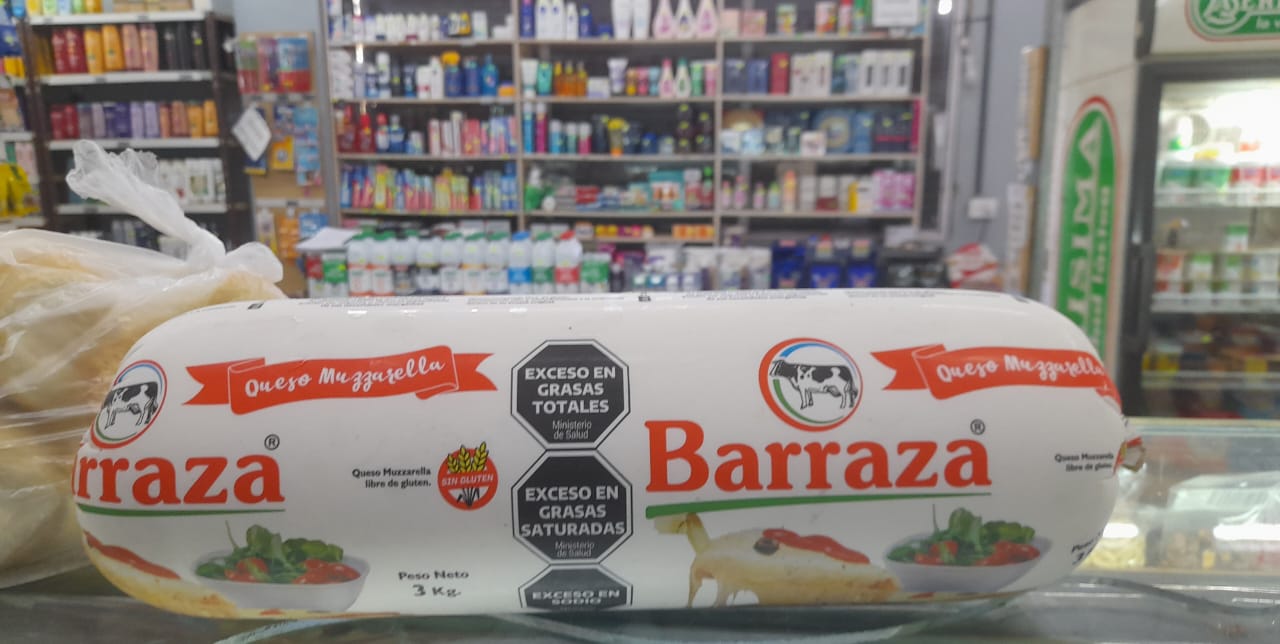 Queso Muzzarella
rraza®
Queso Muzzarella
libre de gluten.
SIN GLUTEN
Peso Neto
3 Kg.
EXCESO EN
GRASAS
TOTALES
Ministerio
de Salud
EXCESO EN
GRASAS
SATURADAS
Ministerio
de Salud
EXCESO EN
SODIO
Queso Muzzarella
Barraza®
Queso Muzzarella
libre de gluten.
ISIMA